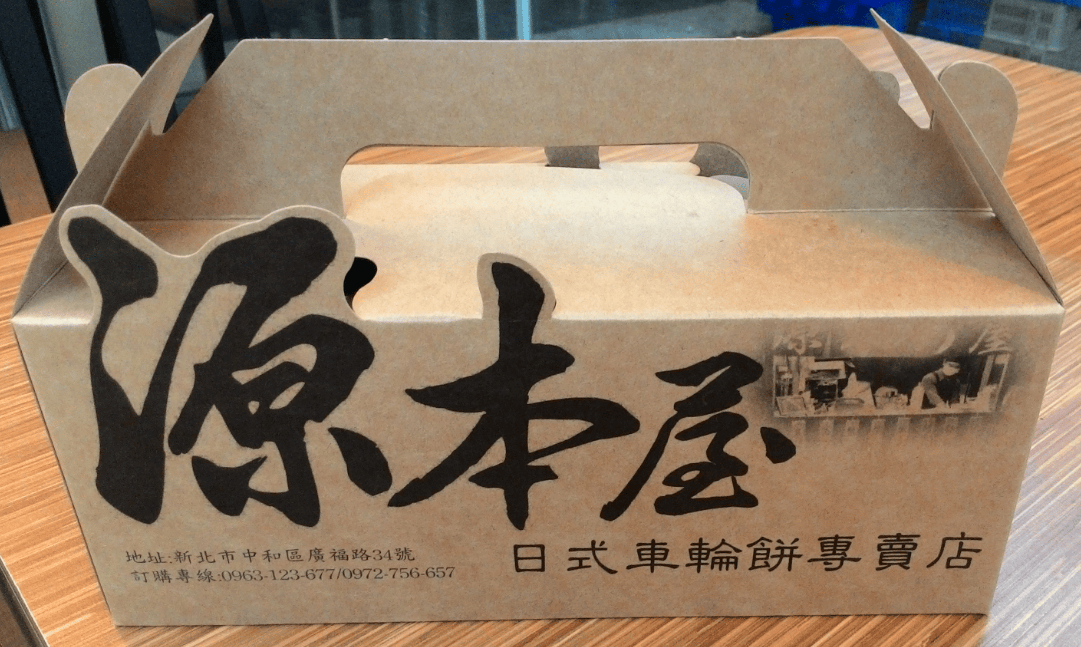 源本屋
日式車輪餅專賣店
地址:新北市中和區廣福路34號
訂購專線:0963-123-677/0972-756-657